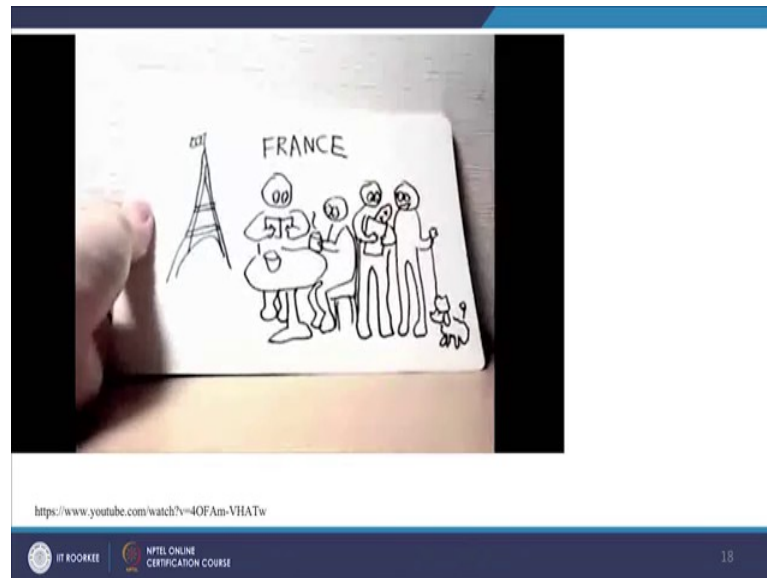 FRANCE
https://www.youtube.com/watch?v=4OFAm-VHATw
IIT ROORKEE
NPTEL ONLINE
CERTIFICATION COURSE
18